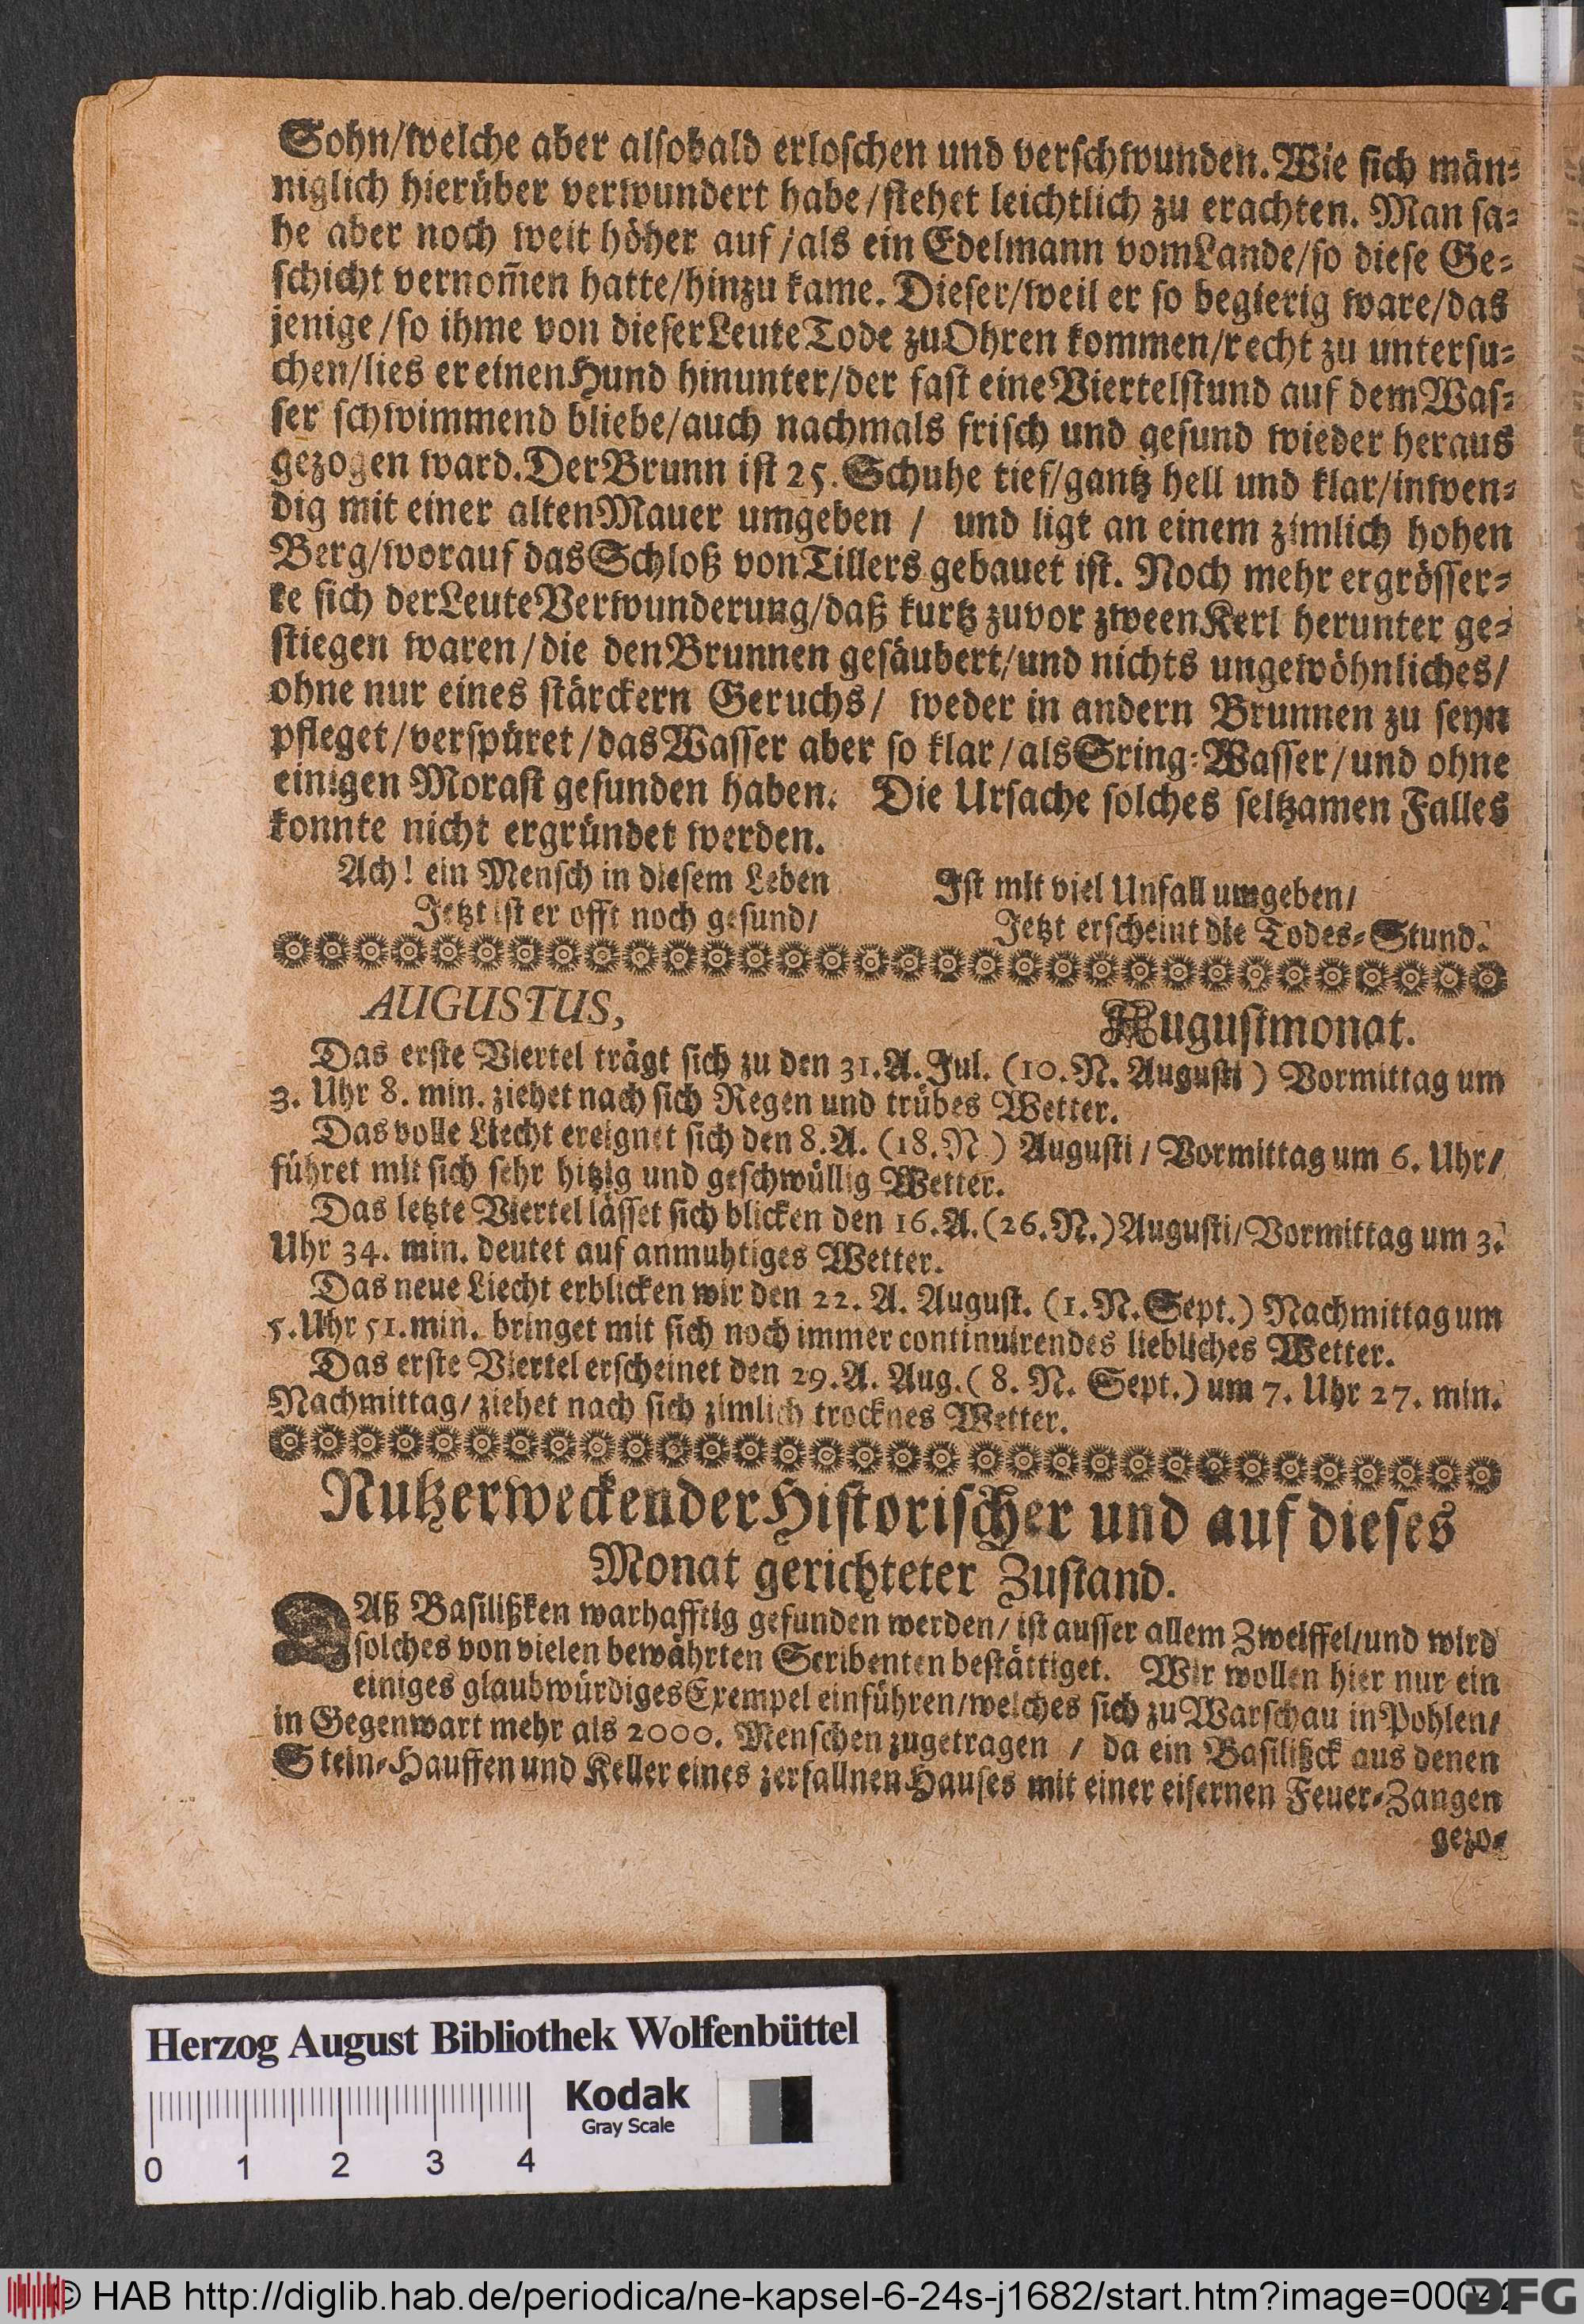 Sohn/welche aber alsobald erloschen und verschwunden. Wie sich män-
niglich hierüber verwundert habe/stehet leichtlich zu erachten. Man sa-
he aber noch weit höher auf/als ein Edelmann vom Lande/so diese Ge-
schicht vernom̄en hatte/hinzu kame. Dieser/weil er so begierig ware/das
jenige/so ihme von dieser Leute Tode zu Ohren kommen/recht zu untersu-
chen/lies er einen Hund hinunter/der fast eine Viertelstund auf dem Was-
ser schwimmend bliebe/auch nachmals frisch und gesund wieder heraus
gezogen ward. Der Brunn ist 25. Schuhe tief/gantz hell und klar/inwen-
dig mit einer alten Mauer umgeben / und ligt an einem zimlich hohen
Berg/worauf das Schloß von Tillers gebauet ist. Noch mehr ergrösser-
te sich der Leute Verwunderung/daß kurtz zuvor zween Kerl herunter ge-
stiegen waren/die den Brunnen gesäubert/und nichts ungewöhnliches/
ohne nur eines stärckern Geruchs/ weder in andern Brunnen zu seyn
pfleget/verspüret/das Wasser aber so klar/als Sring-Wasser/und ohne
einigen Morast gefunden haben. Die Ursache solches seltzamen Falles
konnte nicht ergründet werden.
Ach! ein Mensch in diesem Leben Ist mit viel Unfall umgeben/
Jetzt ist er offt noch gesund/ Jetzt erscheint die Todes-Stund.
AUGUSTUS, Augustmonat.
Das erste Viertel trägt sich zu den 31. A. Jul. (10. N. Augusti) Vormittag um
3. Uhr 8. min. ziehet nach sich Regen und trübes Wetter.
Das volle Liecht ereignet sich den 8. A. (18. N.) Augusti/Vormittag um 6. Uhr/
führet mit sich sehr hitzig und geschwüllig Wetter.
Das letzte Viertel lässet sich blicken den 16. A. (26. N.) Augusti/Vormittag um 3.
Uhr 34. min. deutet auf anmuhtiges Wetter.
Das neue Liecht erblicken wir den 22. A. August. (1. N. Sept.) Nachmittag um
5. Uhr 51. min. bringet mit sich noch immer continuirendes liebliches Wetter.
Das erste Viertel erscheinet den 29. A. Aug. (8. N. Sept.) um 7. Uhr 27. min.
Nachmittag/ziehet nach sich zimlich trocknes Wetter.
Nutzerweckender Historischer und auf dieses
Monat gerichteter Zustand.
DAß Basilißken warhafftig gefunden werden/ist ausser allem Zweiffel/und wird
solches von vielen bewährten Scribenten bestättiget. Wir wollen hier nur ein
einiges glaubwürdiges Exempel einführen/welches sich zu Warschau in Pohlen/
in Gegenwart mehr als 2000. Menschen zugetragen / da ein Basilißck aus denen
Stein-Hauffen und Keller eines zerfallnen Hauses mit einer eisernen Feuer-Zangen
gezo-
Herzog August Bibliothek Wolfenbüttel
Kodak
Gray Scale
0 1 2 3 4
© HAB http://diglib.hab.de/periodica/ne-kapsel-6-24s-j1682/start.htm?image=00042
DFG